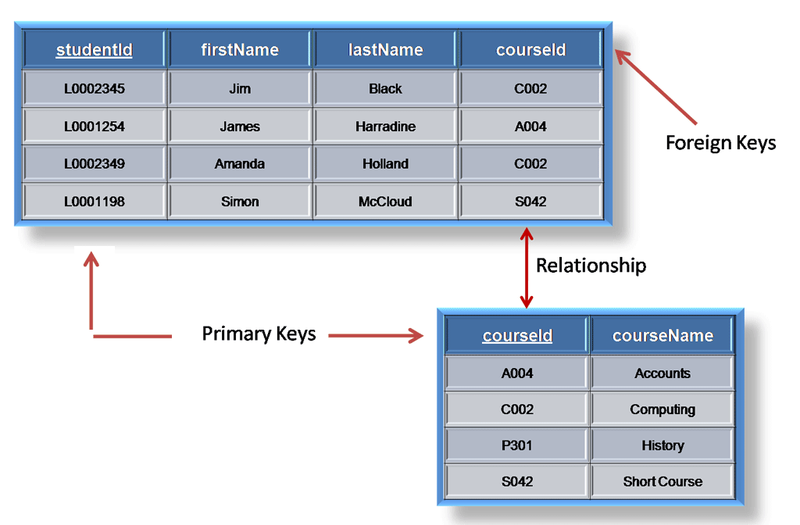 studentId firstName lastName courseId
L0002345 Jim Black C002
L0001254 James Harradine A004
L0002349 Amanda Holland C002
L0001198 Simon McCloud S042
Foreign Keys
Relationship
Primary Keys
courseId courseName
A004 Accounts
C002 Computing
P301 History
S042 Short Course